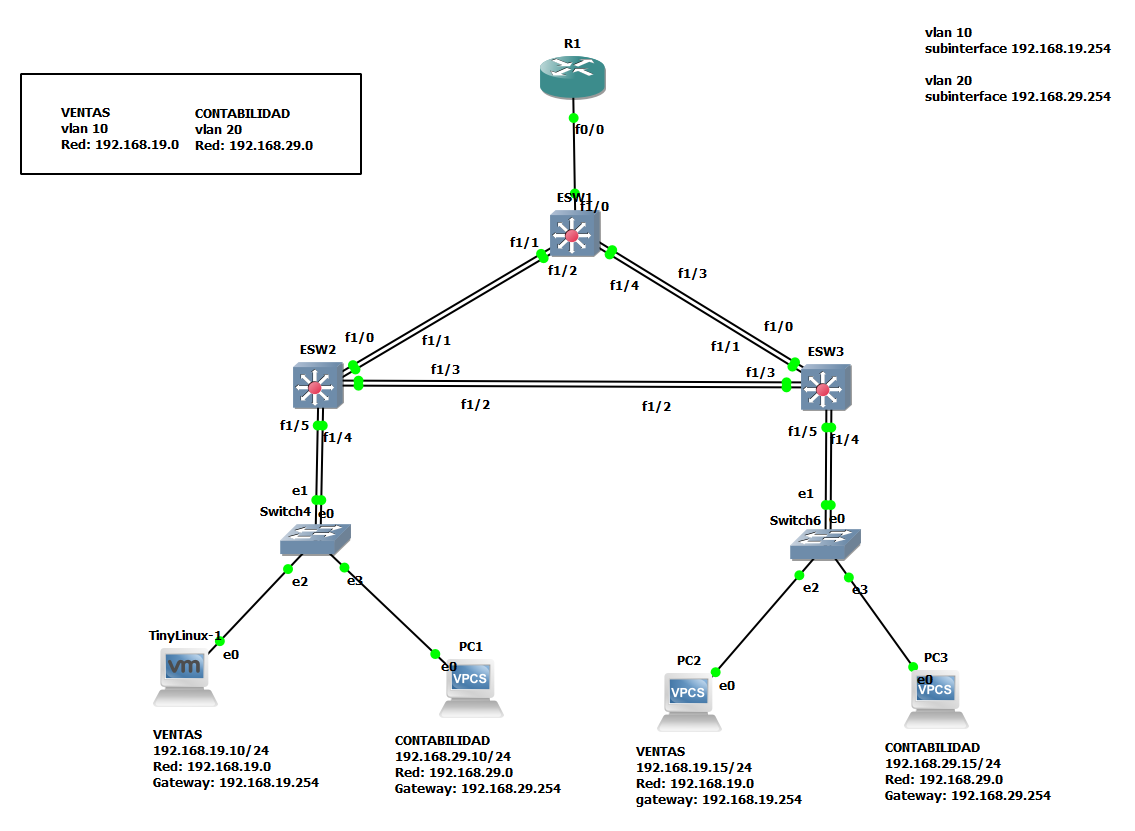 R1
vlan 10
subinterface 192.168.19.254
vlan 20
subinterface 192.168.29.254
VENTAS
vlan 10
Red: 192.168.19.0
CONTABILIDAD
vlan 20
Red: 192.168.29.0
f0/0
ESW1
f1/0
f1/1
f1/2
f1/3
f1/4
f1/0
f1/1
ESW2
f1/3
f1/2
f1/0
f1/1
ESW3
f1/3
f1/2
f1/5
f1/4
e1
Switch4
e0
e2
e3
f1/5
f1/4
e1
Switch6
e0
e2
e3
TinyLinux-1
e0
vm
PC1
e0
VPCS
PC2
e0
VPCS
PC3
e0
VPCS
VENTAS
192.168.19.10/24
Red: 192.168.19.0
Gateway: 192.168.19.254
CONTABILIDAD
192.168.29.10/24
Red: 192.168.29.0
Gateway: 192.168.29.254
VENTAS
192.168.19.15/24
Red: 192.168.19.0
gateway: 192.168.19.254
CONTABILIDAD
192.168.29.15/24
Red: 192.168.29.0
Gateway: 192.168.29.254